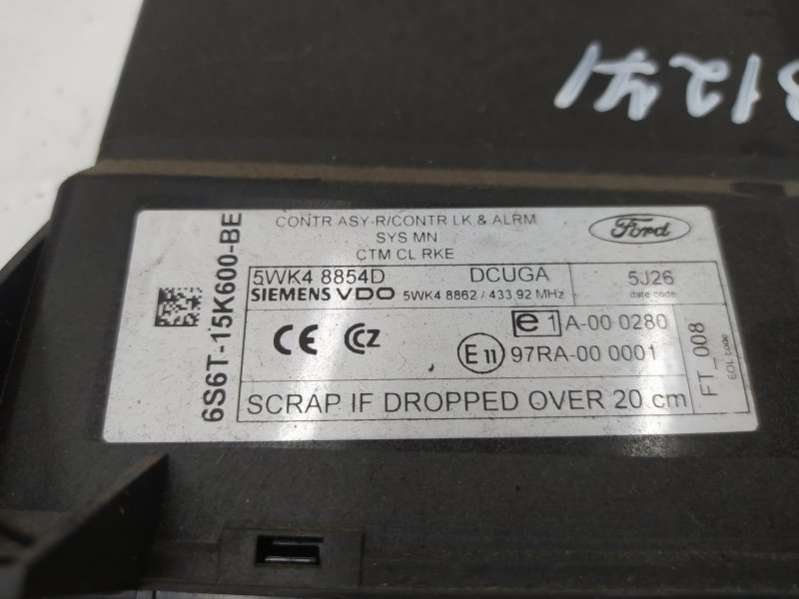 31271
6S6T-15K600-BE
CONTR ASY-R/CONTR LK & ALRM
SYS MN
CTM CL RKE
Ford
5WK4 8854D DCUGA
SIEMENS VDO 5WK4 8862 / 433.92 MHz
5J26
date code
CE CCZ
e1 A-00 0280
E11 97RA-00 0001
SCRAP IF DROPPED OVER 20 cm
FT_008
EOL code